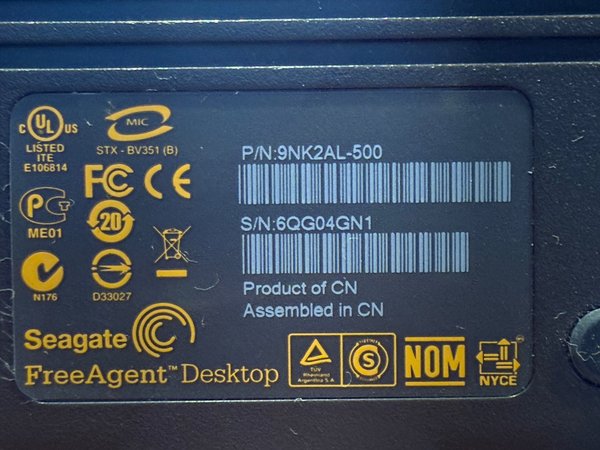 c UL US
LISTED
ITE
E106814
MIC
STX - BV351 (B)
FC CE
PC T
ME01
20
N176
D33027
P/N:9NK2AL-500
S/N:6QG04GN1
Product of CN
Assembled in CN
Seagate
FreeAgent™ Desktop
TÜV
Rheinland
Argentina S.A.
S
NOM
NYCE